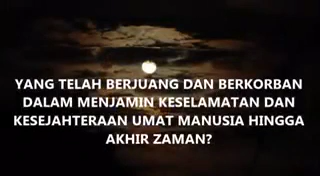 YANG TELAH BERJUANG DAN BERKORBAN
DALAM MENJAMIN KESELAMATAN DAN
KESEJAHTERAAN UMAT MANUSIA HINGGA
AKHIR ZAMAN?